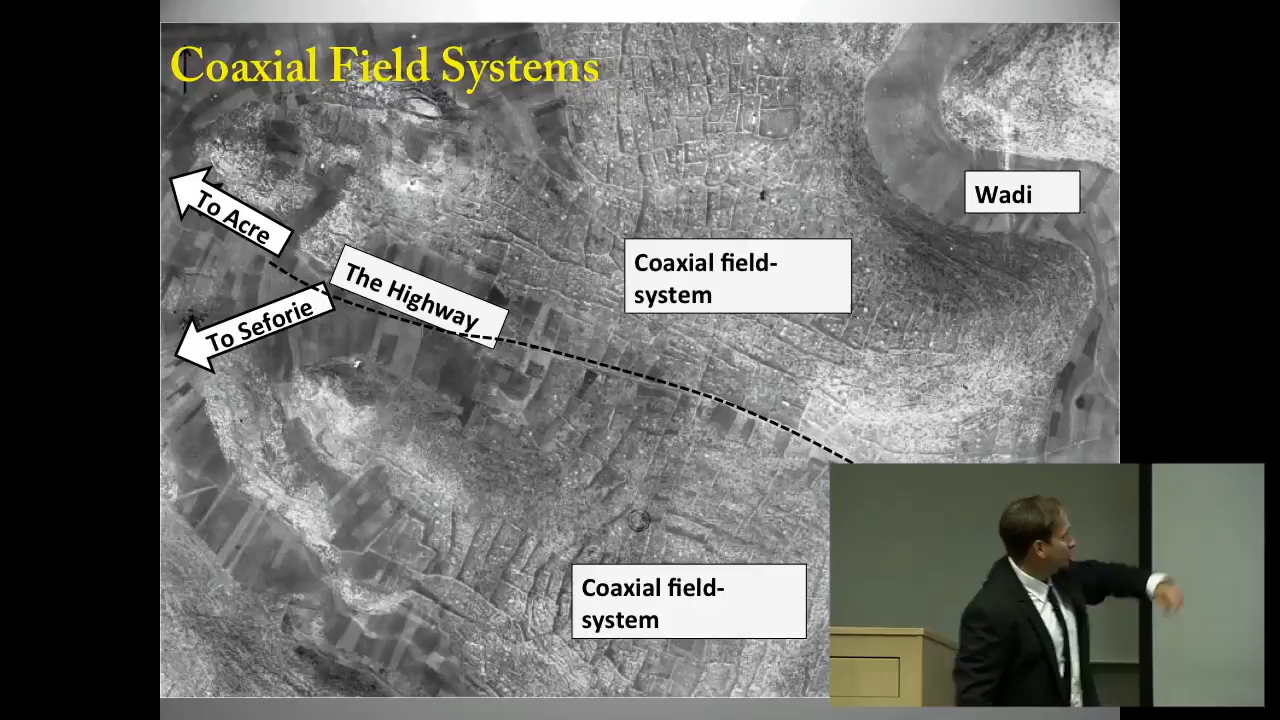 Coaxial Field Systems
To Acre
Wadi
The Highway
Coaxial field-
system
To Seforie
Coaxial field-
system